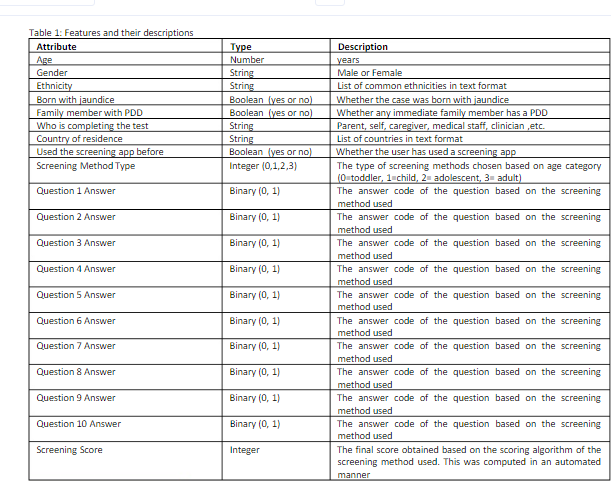 Table 1: Features and their descriptions
Attribute Type Description
Age Number years
Gender String Male or Female
Ethnicity String List of common ethnicities in text format
Born with jaundice Boolean (yes or no) Whether the case was born with jaundice
Family member with PDD Boolean (yes or no) Whether any immediate family member has a PDD
Who is completing the test String Parent, self, caregiver, medical staff, clinician ,etc.
Country of residence String List of countries in text format
Used the screening app before Boolean (yes or no) Whether the user has used a screening app
Screening Method Type Integer (0,1,2,3) The type of screening methods chosen based on age category
(0=toddler, 1=child, 2= adolescent, 3= adult)
Question 1 Answer Binary (0, 1) The answer code of the question based on the screening
method used
Question 2 Answer Binary (0, 1) The answer code of the question based on the screening
method used
Question 3 Answer Binary (0, 1) The answer code of the question based on the screening
method used
Question 4 Answer Binary (0, 1) The answer code of the question based on the screening
method used
Question 5 Answer Binary (0, 1) The answer code of the question based on the screening
method used
Question 6 Answer Binary (0, 1) The answer code of the question based on the screening
method used
Question 7 Answer Binary (0, 1) The answer code of the question based on the screening
method used
Question 8 Answer Binary (0, 1) The answer code of the question based on the screening
method used
Question 9 Answer Binary (0, 1) The answer code of the question based on the screening
method used
Question 10 Answer Binary (0, 1) The answer code of the question based on the screening
method used
Screening Score Integer The final score obtained based on the scoring algorithm of the
screening method used. This was computed in an automated
manner